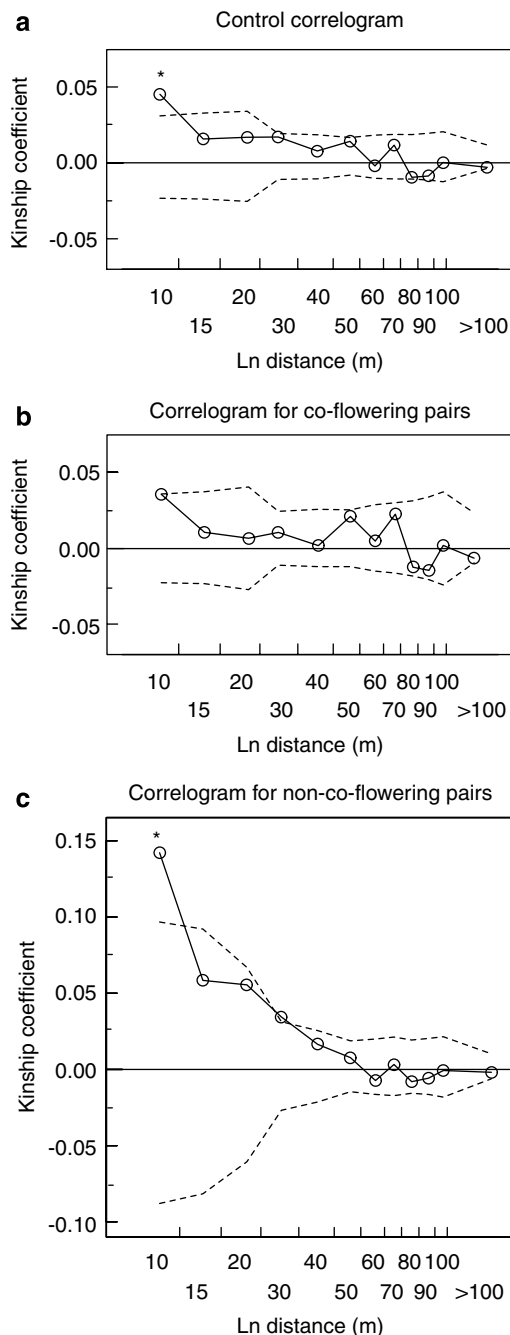 a
Control correlogram
*
0.05
0.00
-0.05
Kinship coefficient
10 20 40 60 80 100
15 30 50 70 90 >100
Ln distance (m)
b
Correlogram for co-flowering pairs
0.05
0.00
-0.05
Kinship coefficient
10 20 40 60 80 100
15 30 50 70 90 >100
Ln distance (m)
c
Correlogram for non-co-flowering pairs
*
0.15
0.10
0.05
0.00
-0.05
-0.10
Kinship coefficient
10 20 40 60 80 100
15 30 50 70 90 >100
Ln distance (m)